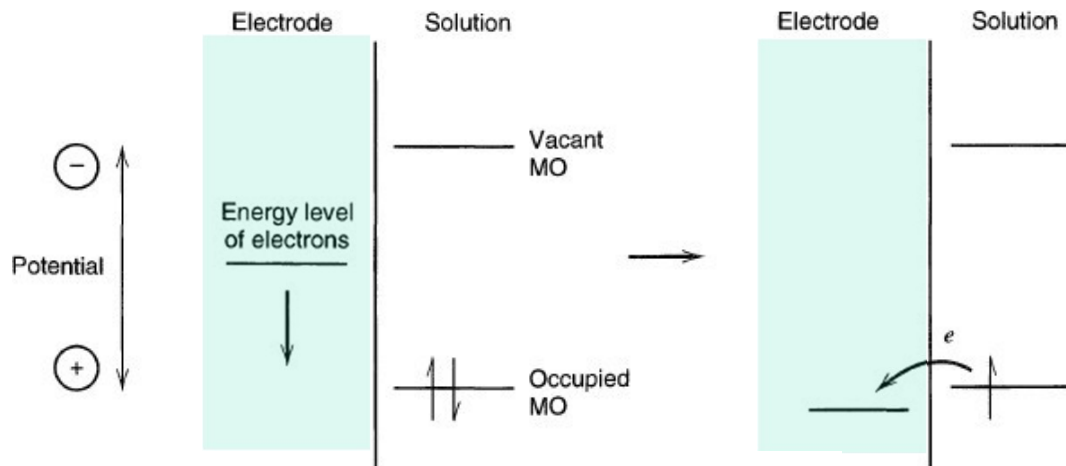 Electrode
Solution
Electrode
Solution
Vacant
MO
−
Energy level
of electrons
Potential
e
+
Occupied
MO